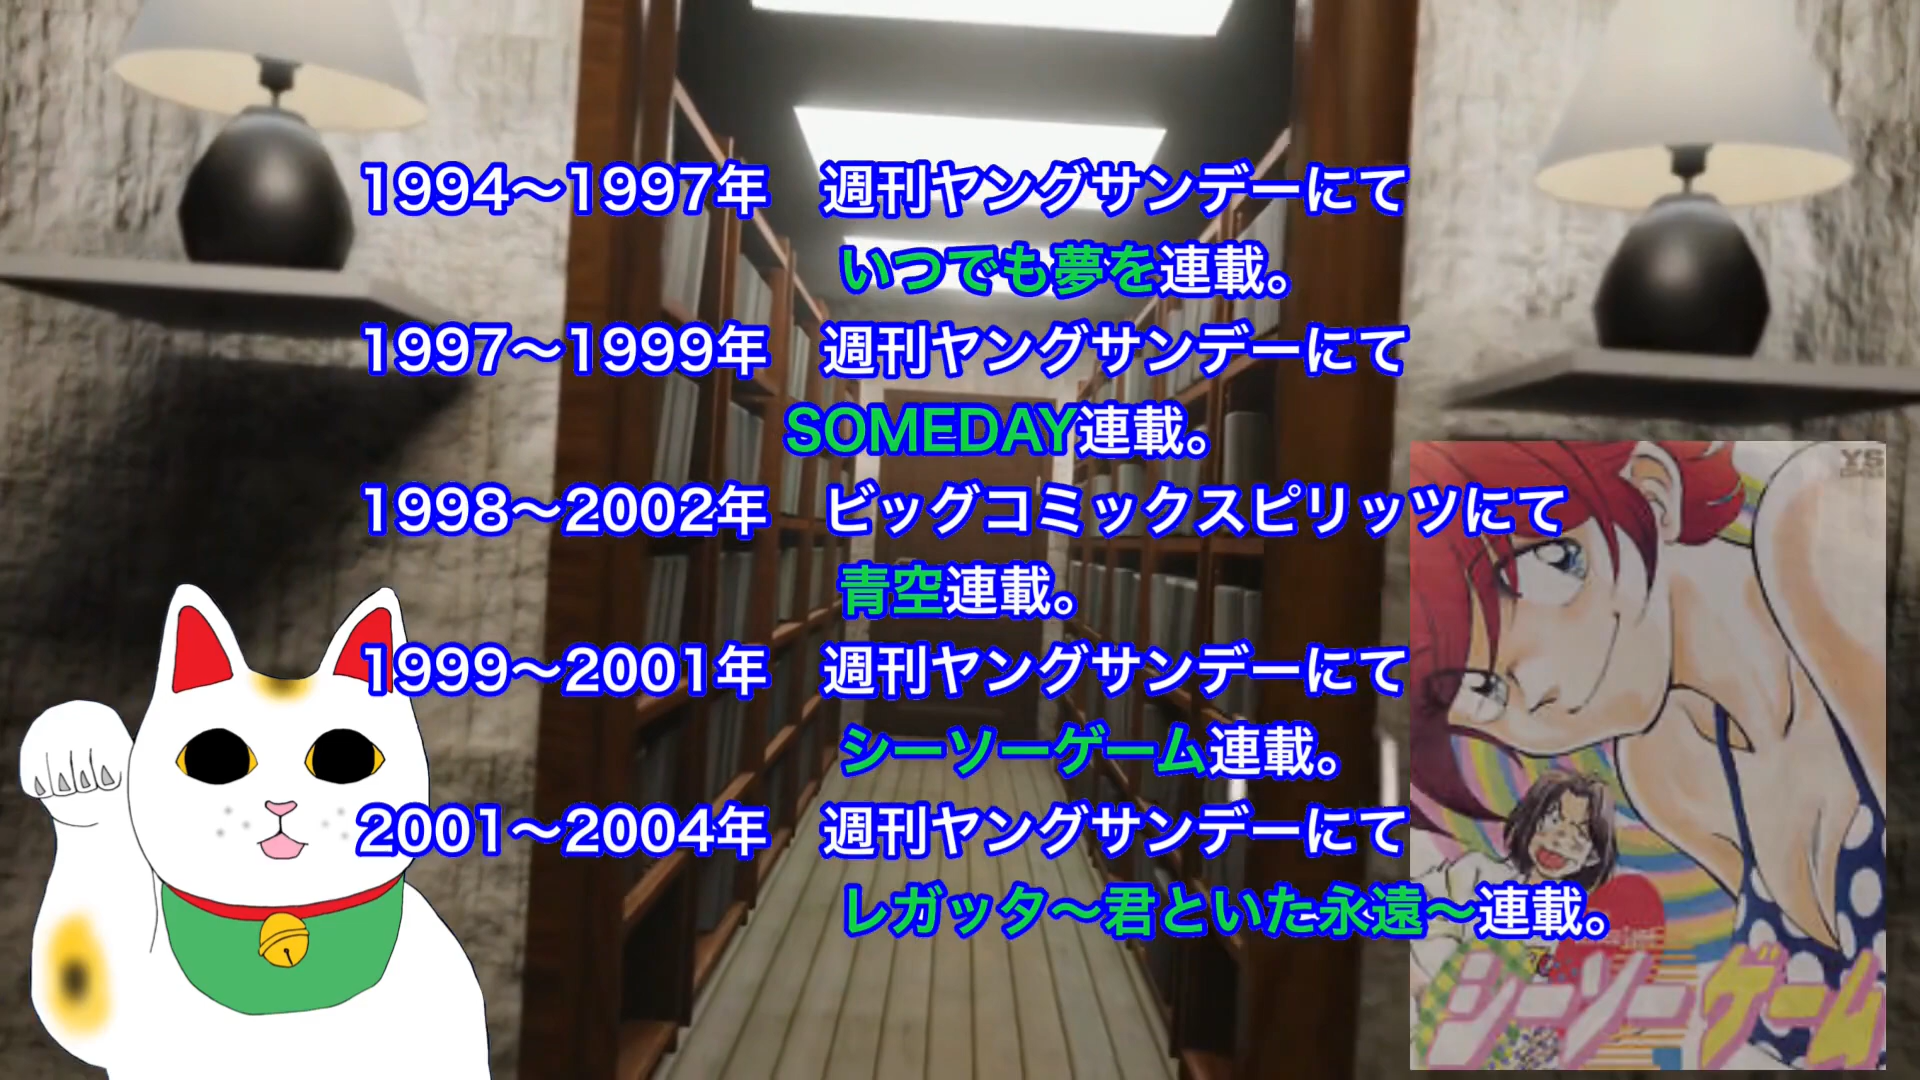 1994〜1997年　週刊ヤングサンデーにて
いつでも夢を連載。
1997〜1999年　週刊ヤングサンデーにて
SOMEDAY連載。
1998〜2002年　ビッグコミックスピリッツにて
青空連載。
1999〜2001年　週刊ヤングサンデーにて
シーソーゲーム連載。
2001〜2004年　週刊ヤングサンデーにて
レガッタ〜君といた永遠〜連載。
YSC
シーソーゲーム